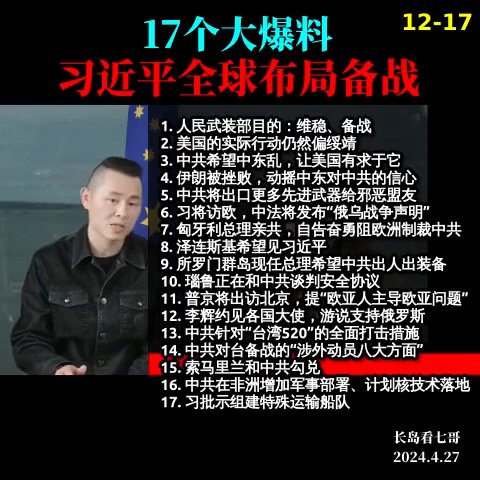 12-17
17个大爆料
习近平全球布局备战
1. 人民武装部目的：维稳、备战
2. 美国的实际行动仍然偏绥靖
3. 中共希望中东乱，让美国有求于它
4. 伊朗被挫败，动摇中东对中共的信心
5. 中共将出口更多先进武器给邪恶盟友
6. 习将访欧，中法将发布“俄乌战争声明”
7. 匈牙利总理亲共，自告奋勇阻欧洲制裁中共
8. 泽连斯基希望见习近平
9. 所罗门群岛现任总理希望中共出人出装备
10. 瑙鲁正在和中共谈判安全协议
11. 普京将出访北京，提“欧亚人主导欧亚问题”
12. 李辉约见各国大使，游说支持俄罗斯
13. 中共针对“台湾520”的全面打击措施
14. 中共对台备战的“涉外动员八大方面”
15. 索马里兰和中共勾兑
16. 中共在非洲增加军事部署、计划核技术落地
17. 习批示组建特殊运输船队
长岛看七哥
2024.4.27